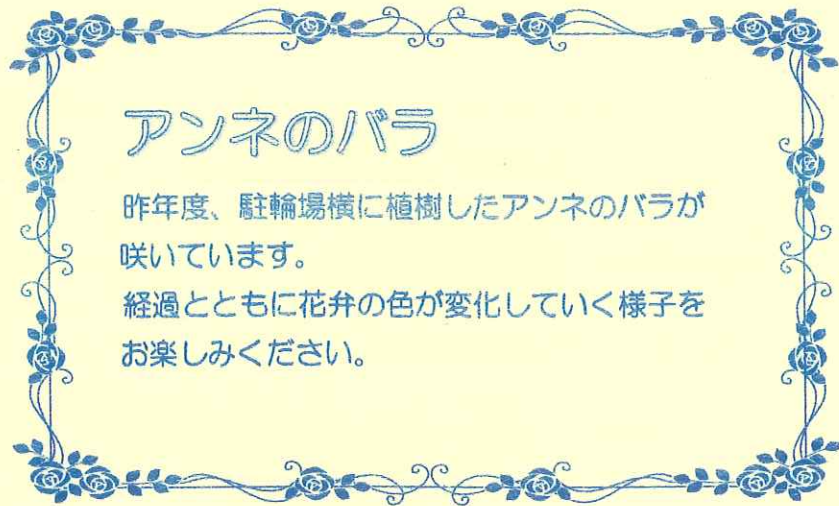 アンネのバラ
昨年度、駐輪場横に植樹したアンネのバラが
咲いています。
経過とともに花弁の色が変化していく様子を
お楽しみください。